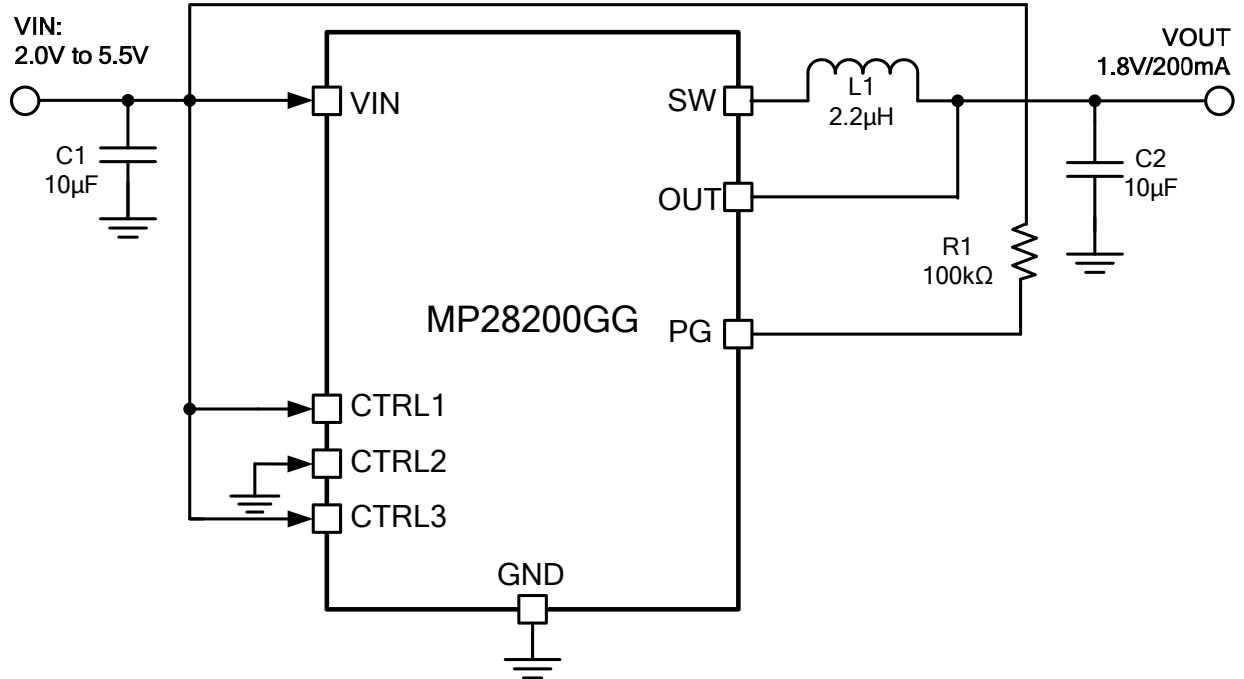 VIN:
2.0V to 5.5V
VOUT
1.8V/200mA
VIN
SW
L1
2.2µH
C1
10µF
C2
10µF
OUT
R1
100kΩ
MP28200GG
PG
CTRL1
CTRL2
CTRL3
GND